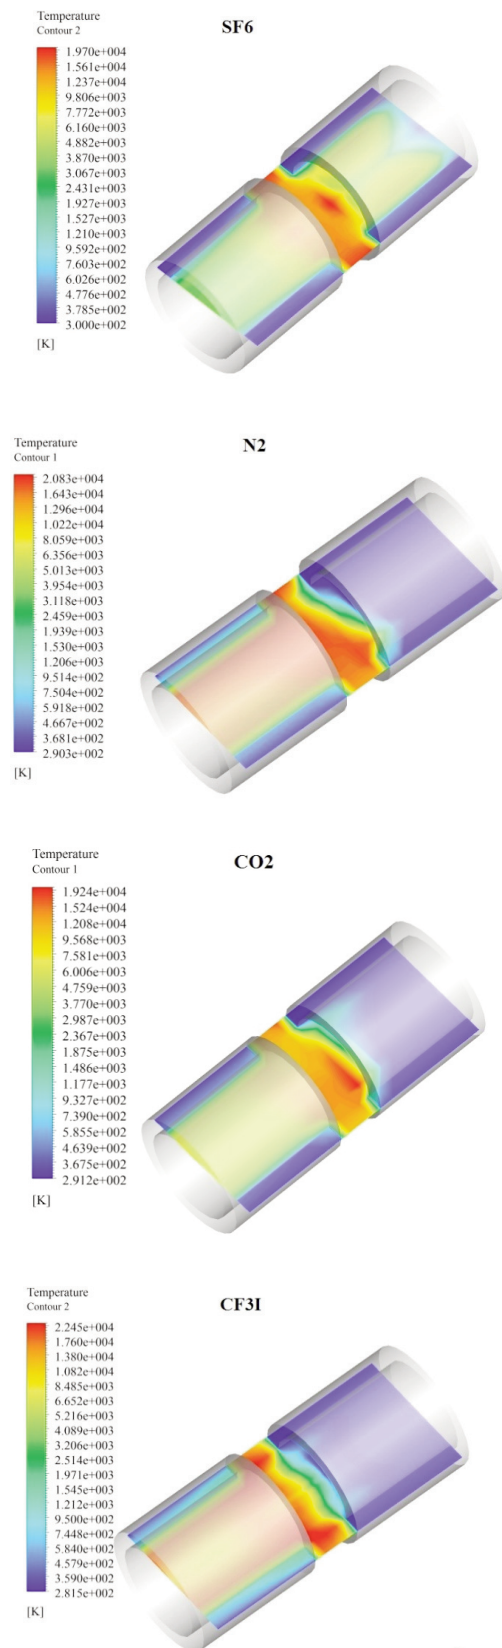 SF6
Temperature
Contour 2
1.970e+004
1.561e+004
1.237e+004
9.806e+003
7.772e+003
6.160e+003
4.882e+003
3.870e+003
3.067e+003
2.431e+003
1.927e+003
1.527e+003
1.210e+003
9.592e+002
7.603e+002
6.026e+002
4.776e+002
3.785e+002
3.000e+002
[K]
N2
Temperature
Contour 1
2.083e+004
1.643e+004
1.296e+004
1.022e+004
8.059e+003
6.356e+003
5.013e+003
3.954e+003
3.118e+003
2.459e+003
1.939e+003
1.530e+003
1.206e+003
9.514e+002
7.504e+002
5.918e+002
4.667e+002
3.681e+002
2.903e+002
[K]
CO2
Temperature
Contour 1
1.924e+004
1.524e+004
1.208e+004
9.568e+003
7.581e+003
6.006e+003
4.759e+003
3.770e+003
2.987e+003
2.367e+003
1.875e+003
1.486e+003
1.177e+003
9.327e+002
7.390e+002
5.855e+002
4.639e+002
3.675e+002
2.912e+002
[K]
CF3I
Temperature
Contour 2
2.245e+004
1.760e+004
1.380e+004
1.082e+004
8.485e+003
6.652e+003
5.216e+003
4.089e+003
3.206e+003
2.514e+003
1.971e+003
1.545e+003
1.212e+003
9.500e+002
7.448e+002
5.840e+002
4.579e+002
3.590e+002
2.815e+002
[K]